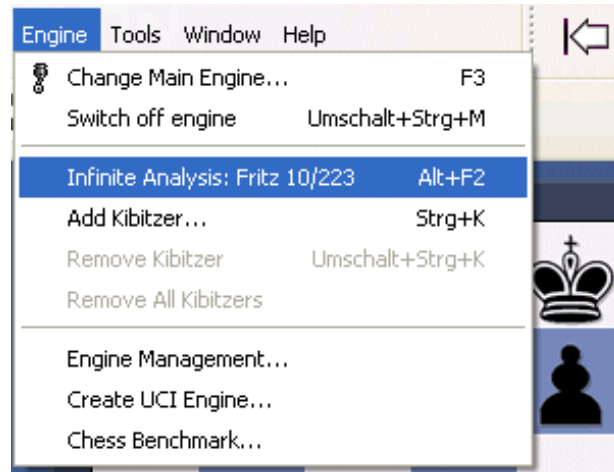 Engine Tools Window Help
Change Main Engine... F3
Switch off engine Umschalt+Strg+M
Infinite Analysis: Fritz 10/223 Alt+F2
Add Kibitzer... Strg+K
Remove Kibitzer Umschalt+Strg+K
Remove All Kibitzers
Engine Management...
Create UCI Engine...
Chess Benchmark...